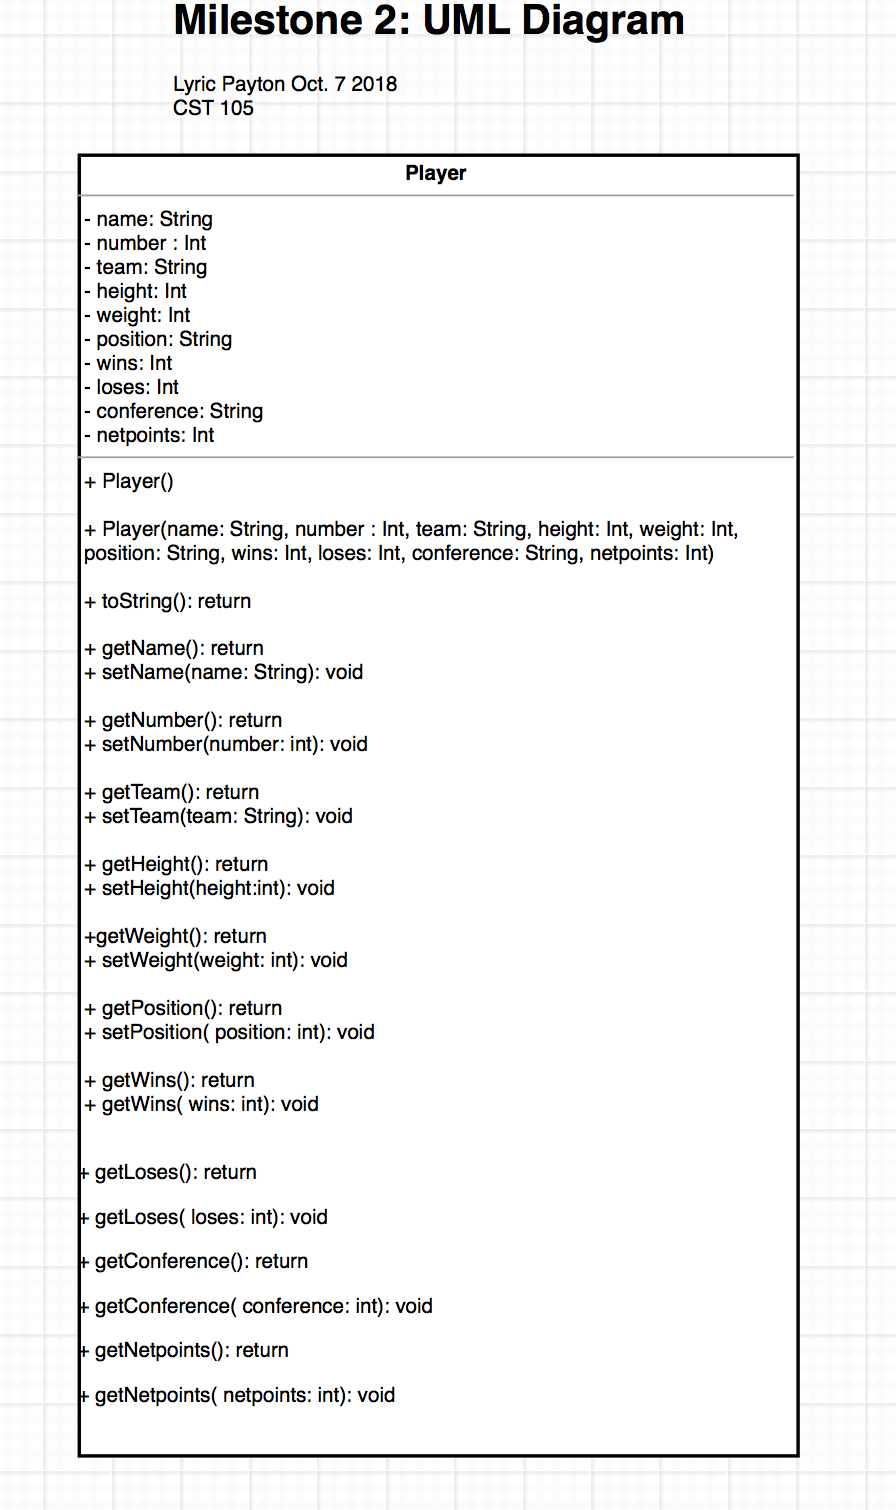 Milestone 2: UML Diagram
Lyric Payton Oct. 7 2018
CST 105
Player
- name: String
- number : Int
- team: String
- height: Int
- weight: Int
- position: String
- wins: Int
- loses: Int
- conference: String
- netpoints: Int
+ Player()
+ Player(name: String, number : Int, team: String, height: Int, weight: Int,
position: String, wins: Int, loses: Int, conference: String, netpoints: Int)
+ toString(): return
+ getName(): return
+ setName(name: String): void
+ getNumber(): return
+ setNumber(number: int): void
+ getTeam(): return
+ setTeam(team: String): void
+ getHeight(): return
+ setHeight(height:int): void
+getWeight(): return
+ setWeight(weight: int): void
+ getPosition(): return
+ setPosition( position: int): void
+ getWins(): return
+ getWins( wins: int): void
+ getLoses(): return
+ getLoses( loses: int): void
+ getConference(): return
+ getConference( conference: int): void
+ getNetpoints(): return
+ getNetpoints( netpoints: int): void